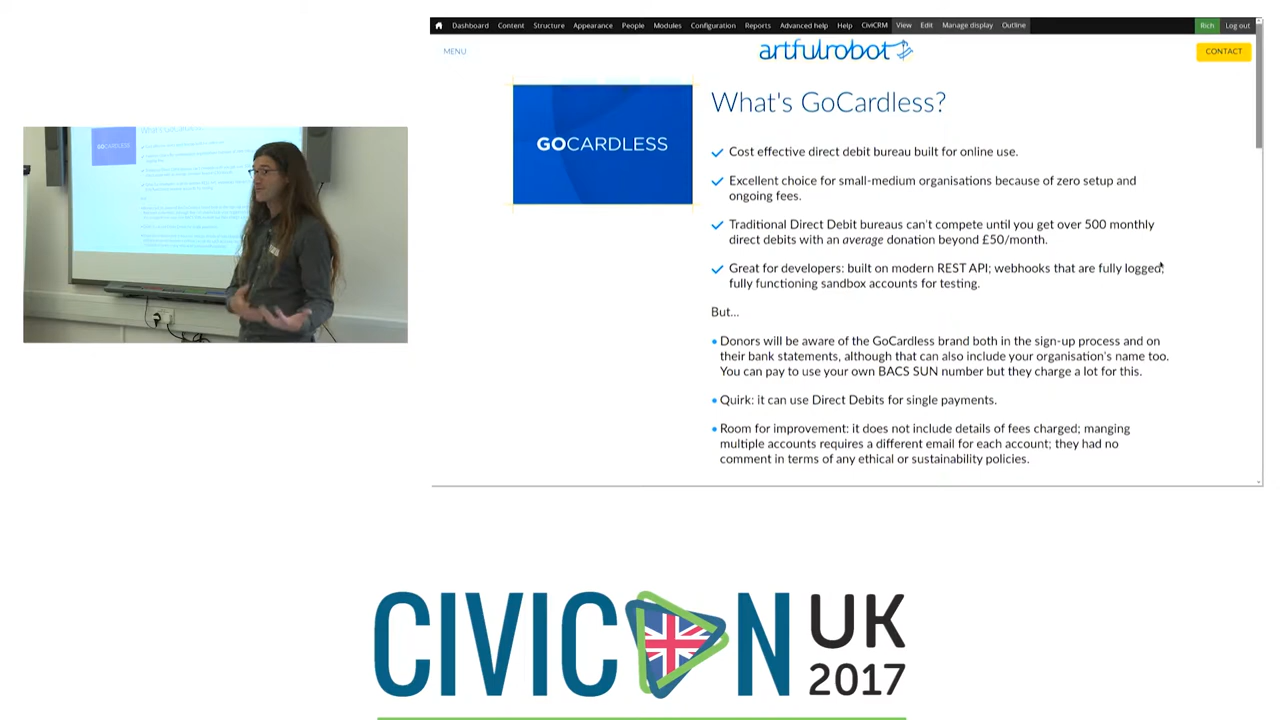 Dashboard Content Structure Appearance People Modules Configuration Reports Advanced help Help CiviCRM View Edit Manage display Outline Rich Log out
MENU
artfulrobot
CONTACT
GOCARDLESS
What's GoCardless?
Cost effective direct debit bureau built for online use.
Excellent choice for small-medium organisations because of zero setup and
ongoing fees.
Traditional Direct Debit bureaus can't compete until you get over 500 monthly
direct debits with an average donation beyond £50/month.
Great for developers: built on modern REST API; webhooks that are fully logged;
fully functioning sandbox accounts for testing.
But...
Donors will be aware of the GoCardless brand both in the sign-up process and on
their bank statements, although that can also include your organisation's name too.
You can pay to use your own BACS SUN number but they charge a lot for this.
Quirk: it can use Direct Debits for single payments.
Room for improvement: it does not include details of fees charged; manging
multiple accounts requires a different email for each account; they had no
comment in terms of any ethical or sustainability policies.
GOCARDLESS
CIVICON UK
2017